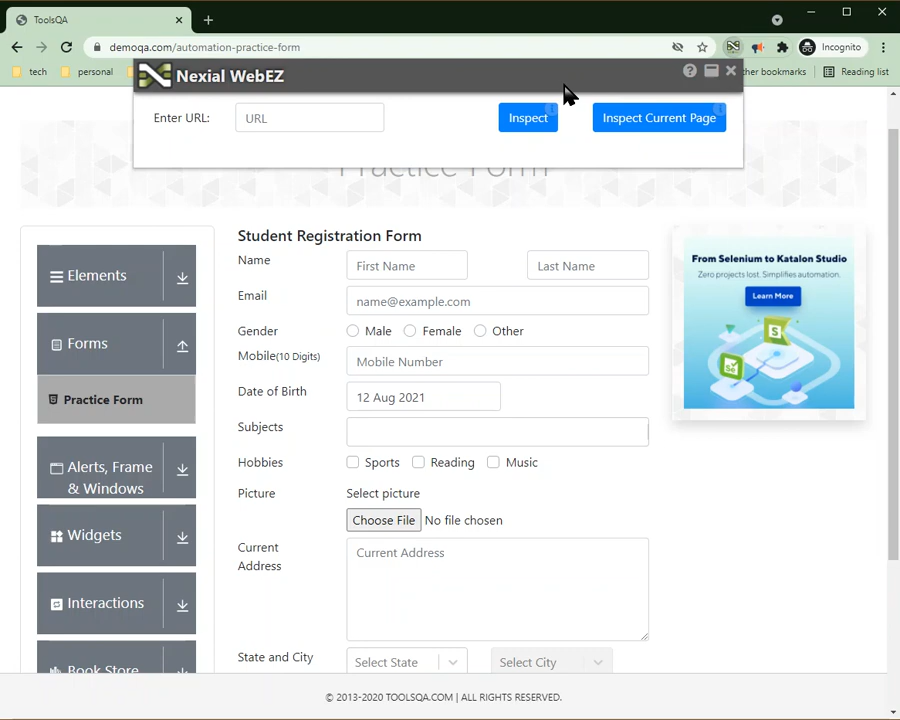 ToolsQA
demoqa.com/automation-practice-form
Incognito
tech
personal
ther bookmarks
Reading list
Nexial WebEZ
Enter URL:
URL
Inspect
Inspect Current Page
Practice Form
Elements
Forms
Practice Form
Alerts, Frame
& Windows
Widgets
Interactions
Book Store
Student Registration Form
Name
First Name
Last Name
Email
name@example.com
Gender
Male
Female
Other
Mobile(10 Digits)
Mobile Number
Date of Birth
12 Aug 2021
Subjects
Hobbies
Sports
Reading
Music
Picture
Select picture
Choose File
No file chosen
Current
Address
Current Address
State and City
Select State
Select City
From Selenium to Katalon Studio
Zero projects lost. Simplifies automation.
Learn More
© 2013-2020 TOOLSQA.COM | ALL RIGHTS RESERVED.